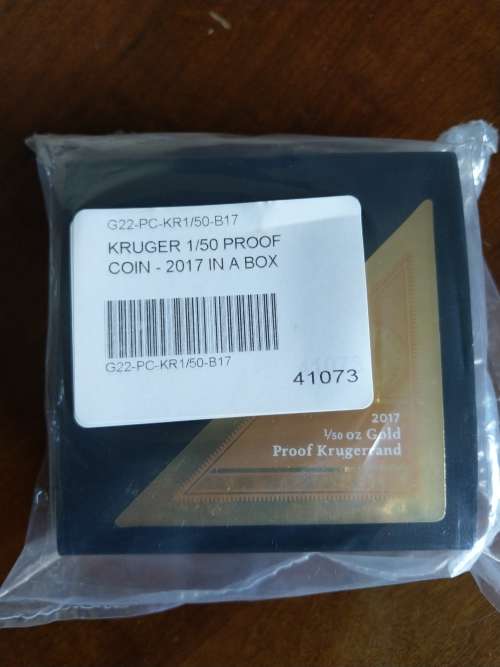 G22-PC-KR1/50-B17
KRUGER 1/50 PROOF
COIN - 2017 IN A BOX
G22-PC-KR1/50-B17
41073
2017
1/50 OZ Gold
Proof Krugerrand